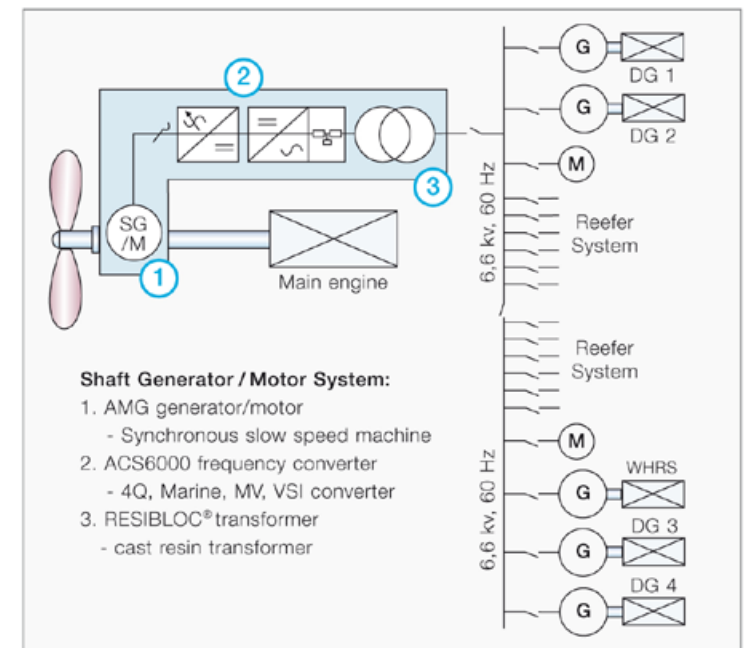 2
G
DG 1
G
DG 2
M
3
SG
/M
6,6 kv, 60 Hz
Reefer
System
1
Main engine
Reefer
System
Shaft Generator / Motor System:
1. AMG generator/motor
- Synchronous slow speed machine
2. ACS6000 frequency converter
- 4Q, Marine, MV, VSI converter
3. RESIBLOC® transformer
- cast resin transformer
M
6,6 kv, 60 Hz
WHRS
G
DG 3
G
DG 4
G